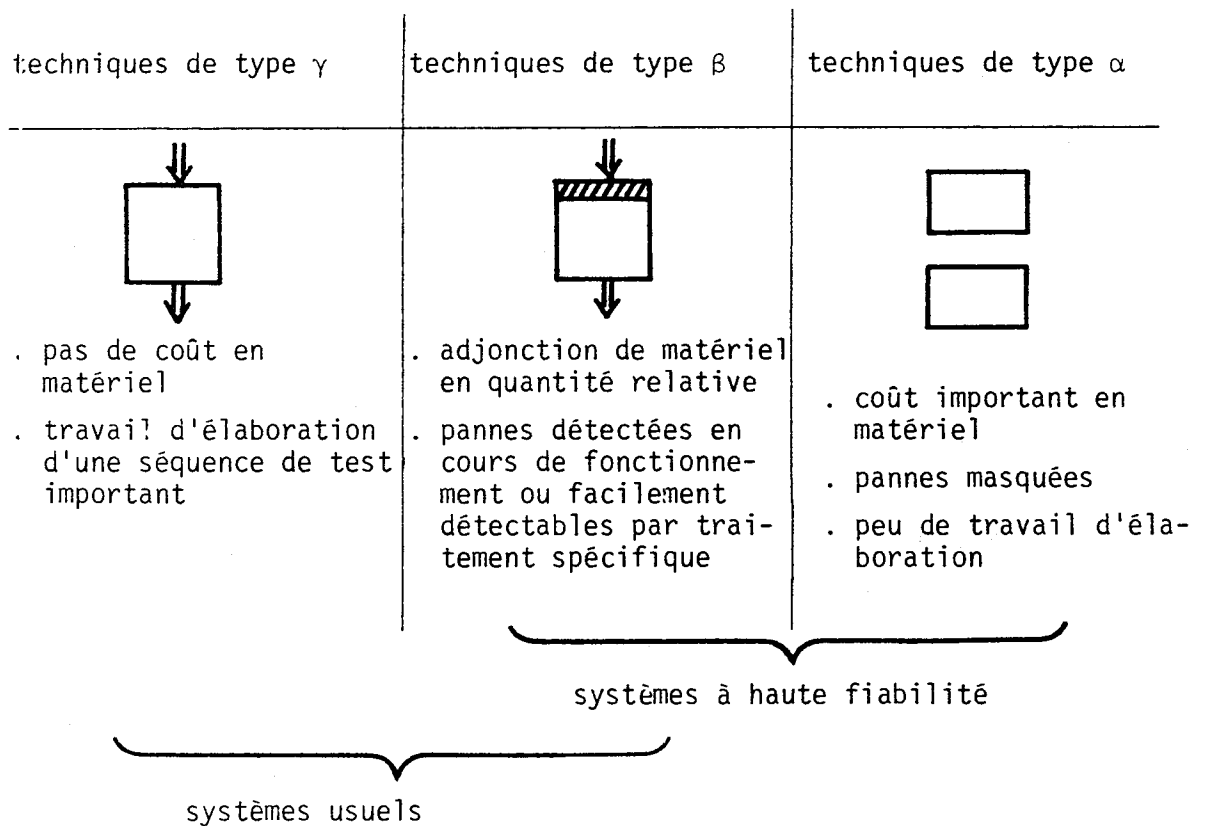 techniques de type γ
techniques de type β
techniques de type α
. pas de coût en
matériel
. travail d'élaboration
d'une séquence de test
important
. adjonction de matériel
en quantité relative
. pannes détectées en
cours de fonctionne-
ment ou facilement
détectables par trai-
tement spécifique
. coût important en
matériel
. pannes masquées
. peu de travail d'éla-
boration
systèmes à haute fiabilité
systèmes usuels